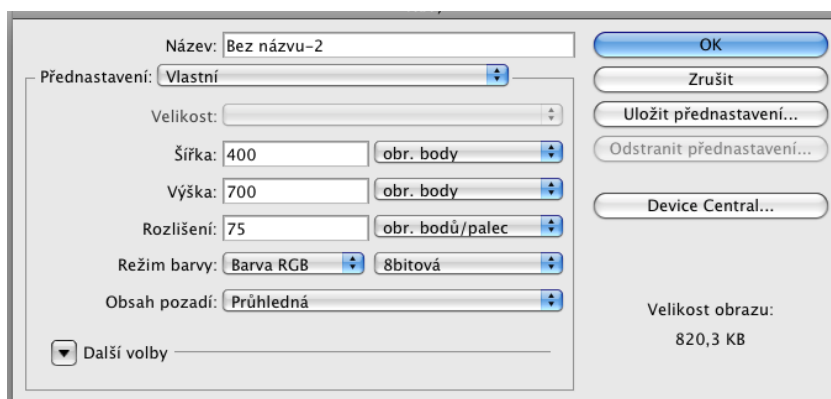 Název: Bez názvu-2
OK
Přednastavení: Vlastní
Zrušit
Velikost:
Uložit přednastavení...
Šířka: 400 obr. body
Odstranit přednastavení...
Výška: 700 obr. body
Device Central...
Rozlišení: 75 obr. bodů/palec
Režim barvy: Barva RGB 8bitová
Obsah pozadí: Průhledná
Velikost obrazu:
820,3 KB
Další volby